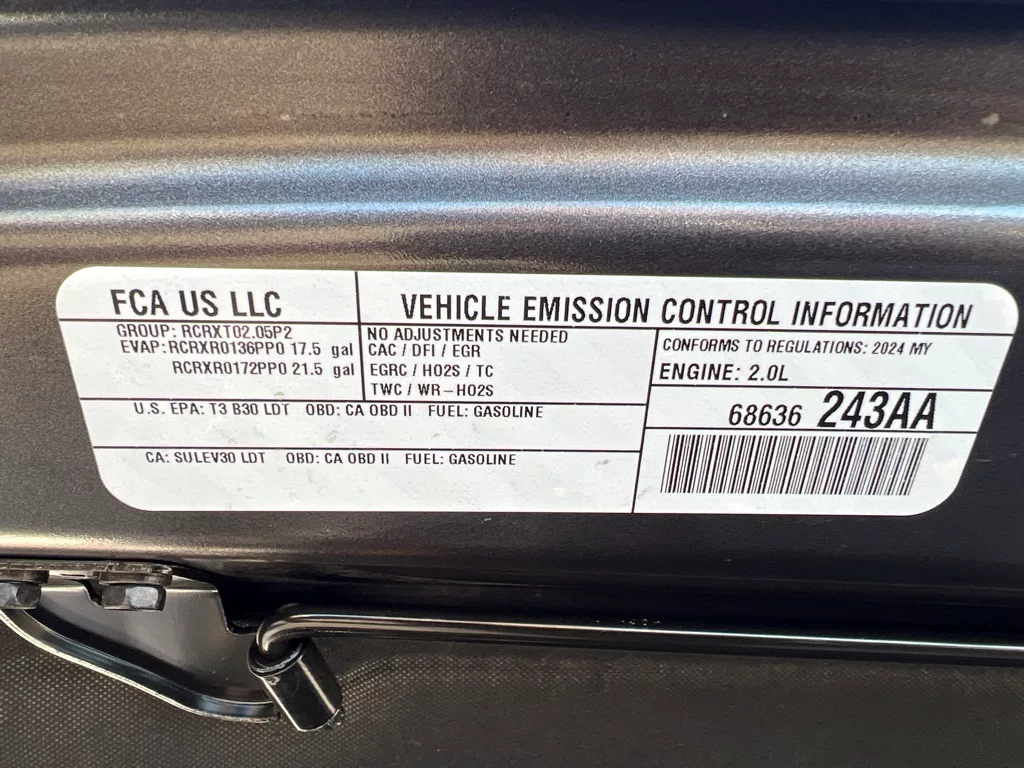 FCA US LLC
VEHICLE EMISSION CONTROL INFORMATION
GROUP: RCRXT02.05P2
EVAP: RCRXR0136PP0 17.5 gal
RCRXR0172PP0 21.5 gal
NO ADJUSTMENTS NEEDED
CAC / DFI / EGR
EGRC / HO2S / TC
TWC / WR-HO2S
CONFORMS TO REGULATIONS: 2024 MY
ENGINE: 2.0L
68636 243AA
U.S. EPA: T3 B30 LDT OBD: CA OBD II FUEL: GASOLINE
CA: SULEV30 LDT OBD: CA OBD II FUEL: GASOLINE